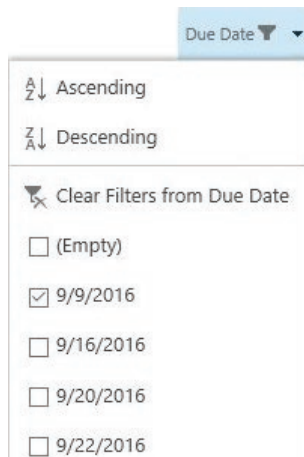 Due Date
Ascending
Descending
Clear Filters from Due Date
(Empty)
9/9/2016
9/16/2016
9/20/2016
9/22/2016